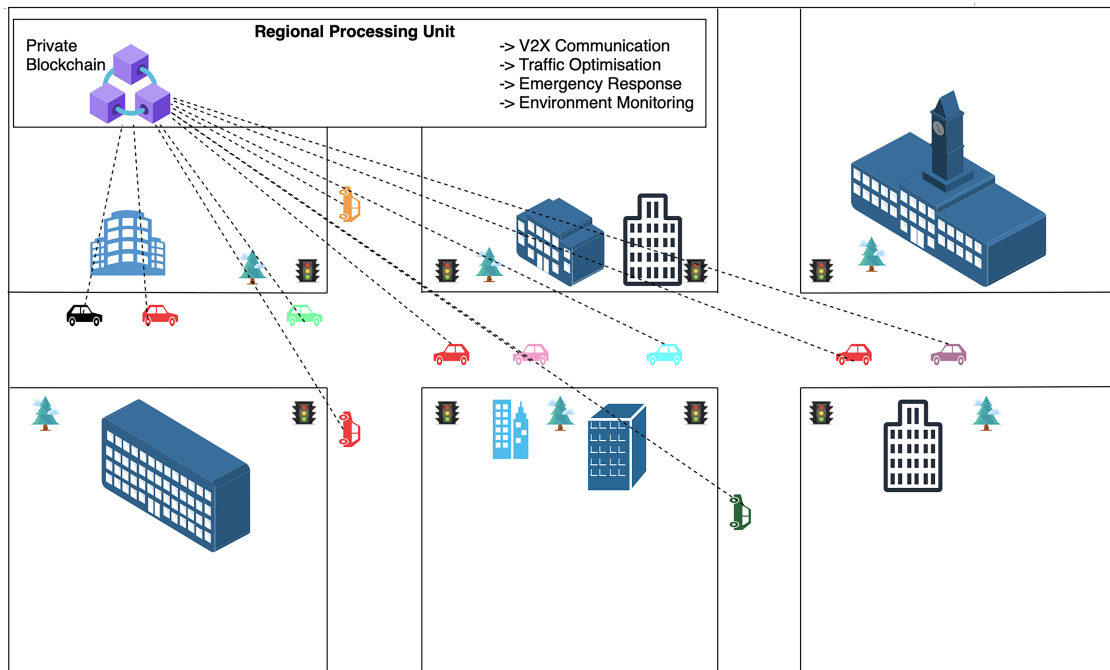 Regional Processing Unit
Private
Blockchain
-> V2X Communication
-> Traffic Optimisation
-> Emergency Response
-> Environment Monitoring